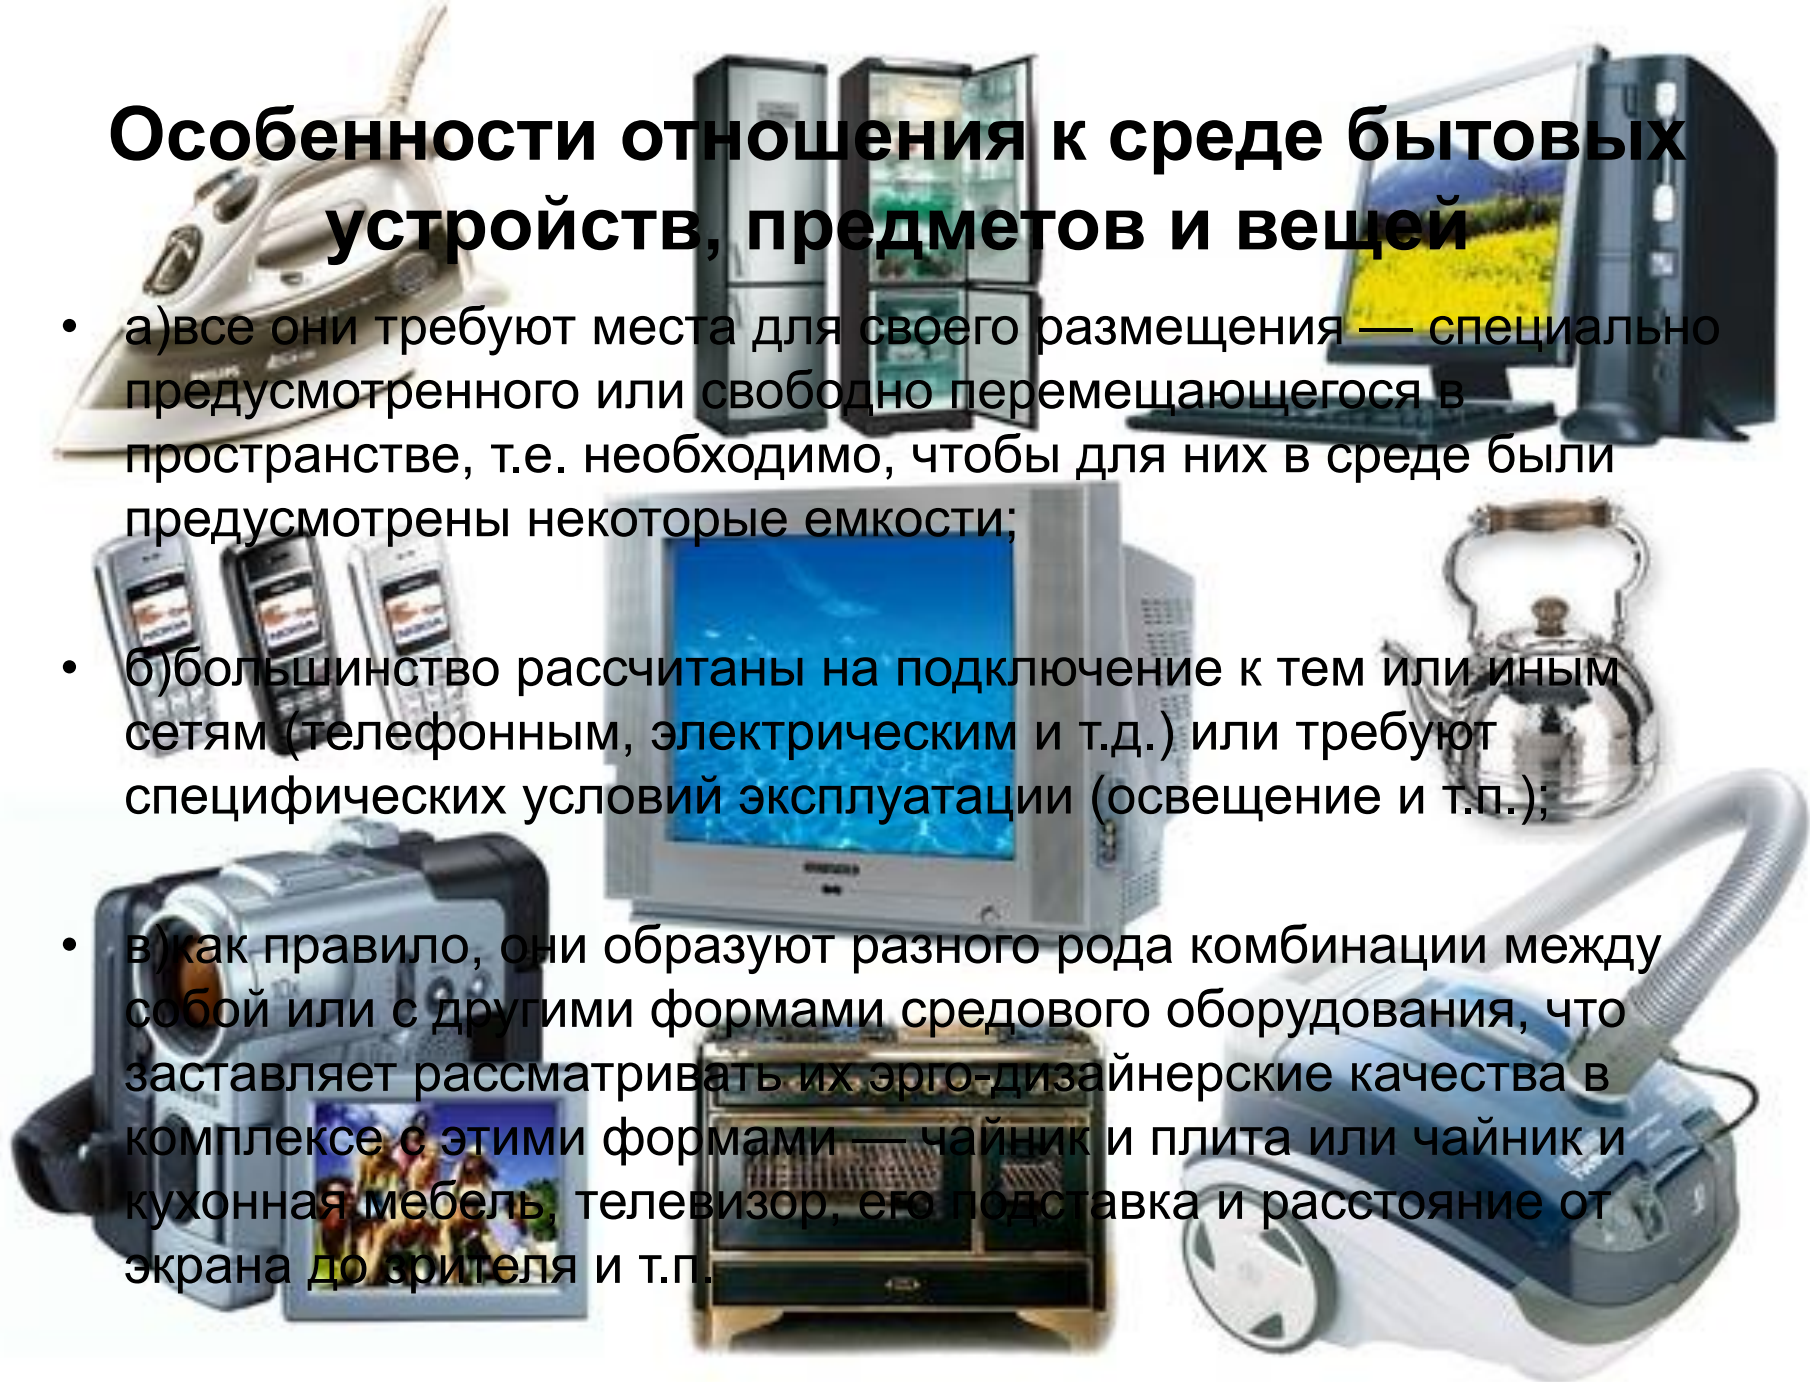 Особенности отношения к среде бытовых
устройств, предметов и вещей
• а)все они требуют места для своего размещения — специально
предусмотренного или свободно перемещающегося в
пространстве, т.е. необходимо, чтобы для них в среде были
предусмотрены некоторые емкости;
• б)большинство рассчитаны на подключение к тем или иным
сетям (телефонным, электрическим и т.д.) или требуют
специфических условий эксплуатации (освещение и т.п.);
• в)как правило, они образуют разного рода комбинации между
собой или с другими формами средового оборудования, что
заставляет рассматривать их эрго-дизайнерские качества в
комплексе с этими формами — чайник и плита или чайник и
кухонная мебель, телевизор, его подставка и расстояние от
экрана до зрителя и т.п.